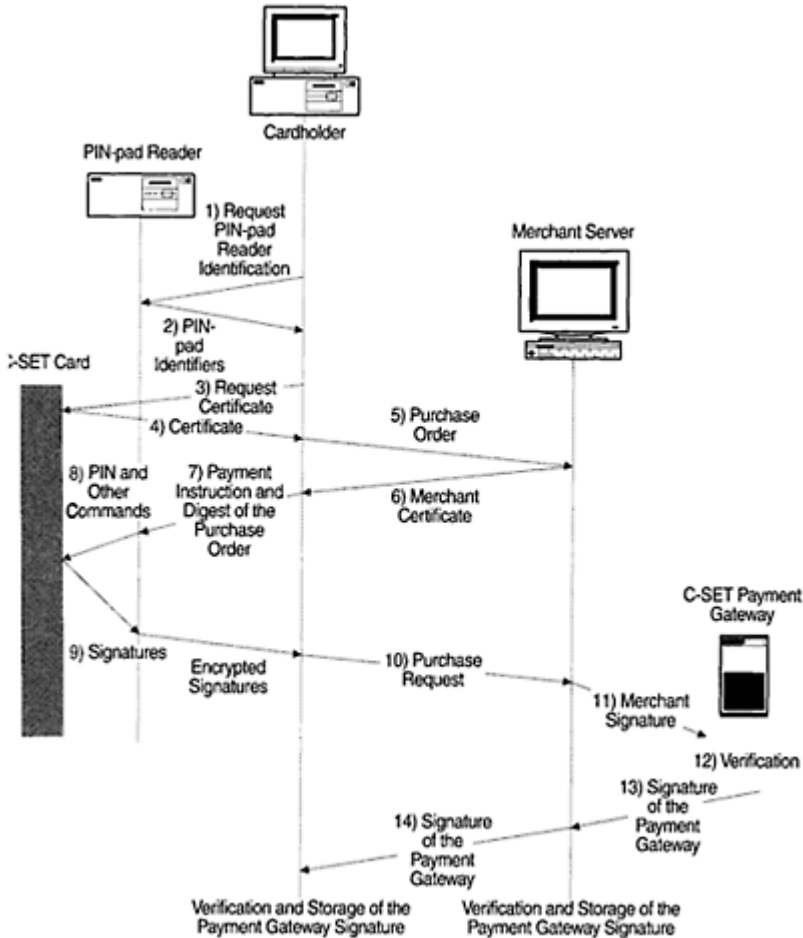 Cardholder
PIN-pad Reader
1) Request
PIN-pad
Reader
Identification
Merchant Server
2) PIN-
pad
Identifiers
:-SET Card
3) Request
Certificate
4) Certificate
5) Purchase
Order
8) PIN and
Other
Commands
7) Payment
Instruction and
Digest of the
Purchase
Order
6) Merchant
Certificate
C-SET Payment
Gateway
9) Signatures
Encrypted
Signatures
10) Purchase
Request
11) Merchant
Signature
12) Verification
13) Signature
of the
Payment
Gateway
14) Signature
of the
Payment
Gateway
Verification and Storage of the
Payment Gateway Signature
Verification and Storage of the
Payment Gateway Signature